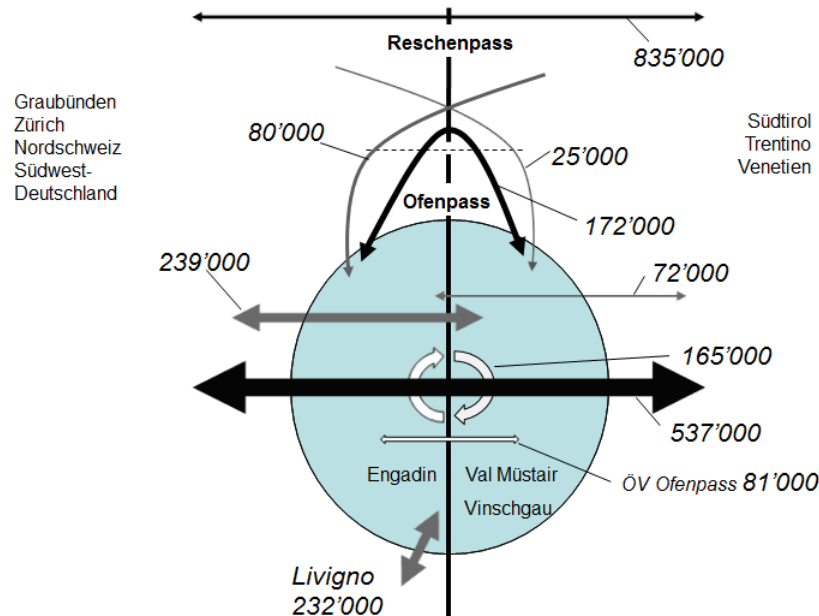 Reschenpass
835’000
Graubünden
Zürich
Nordschweiz
Südwest-
Deutschland
80’000
Südtirol
Trentino
Venetien
25’000
Ofenpass
172’000
239’000
72’000
165’000
537’000
Engadin
Val Müstair
Vinschgau
ÖV Ofenpass 81’000
Livigno
232’000